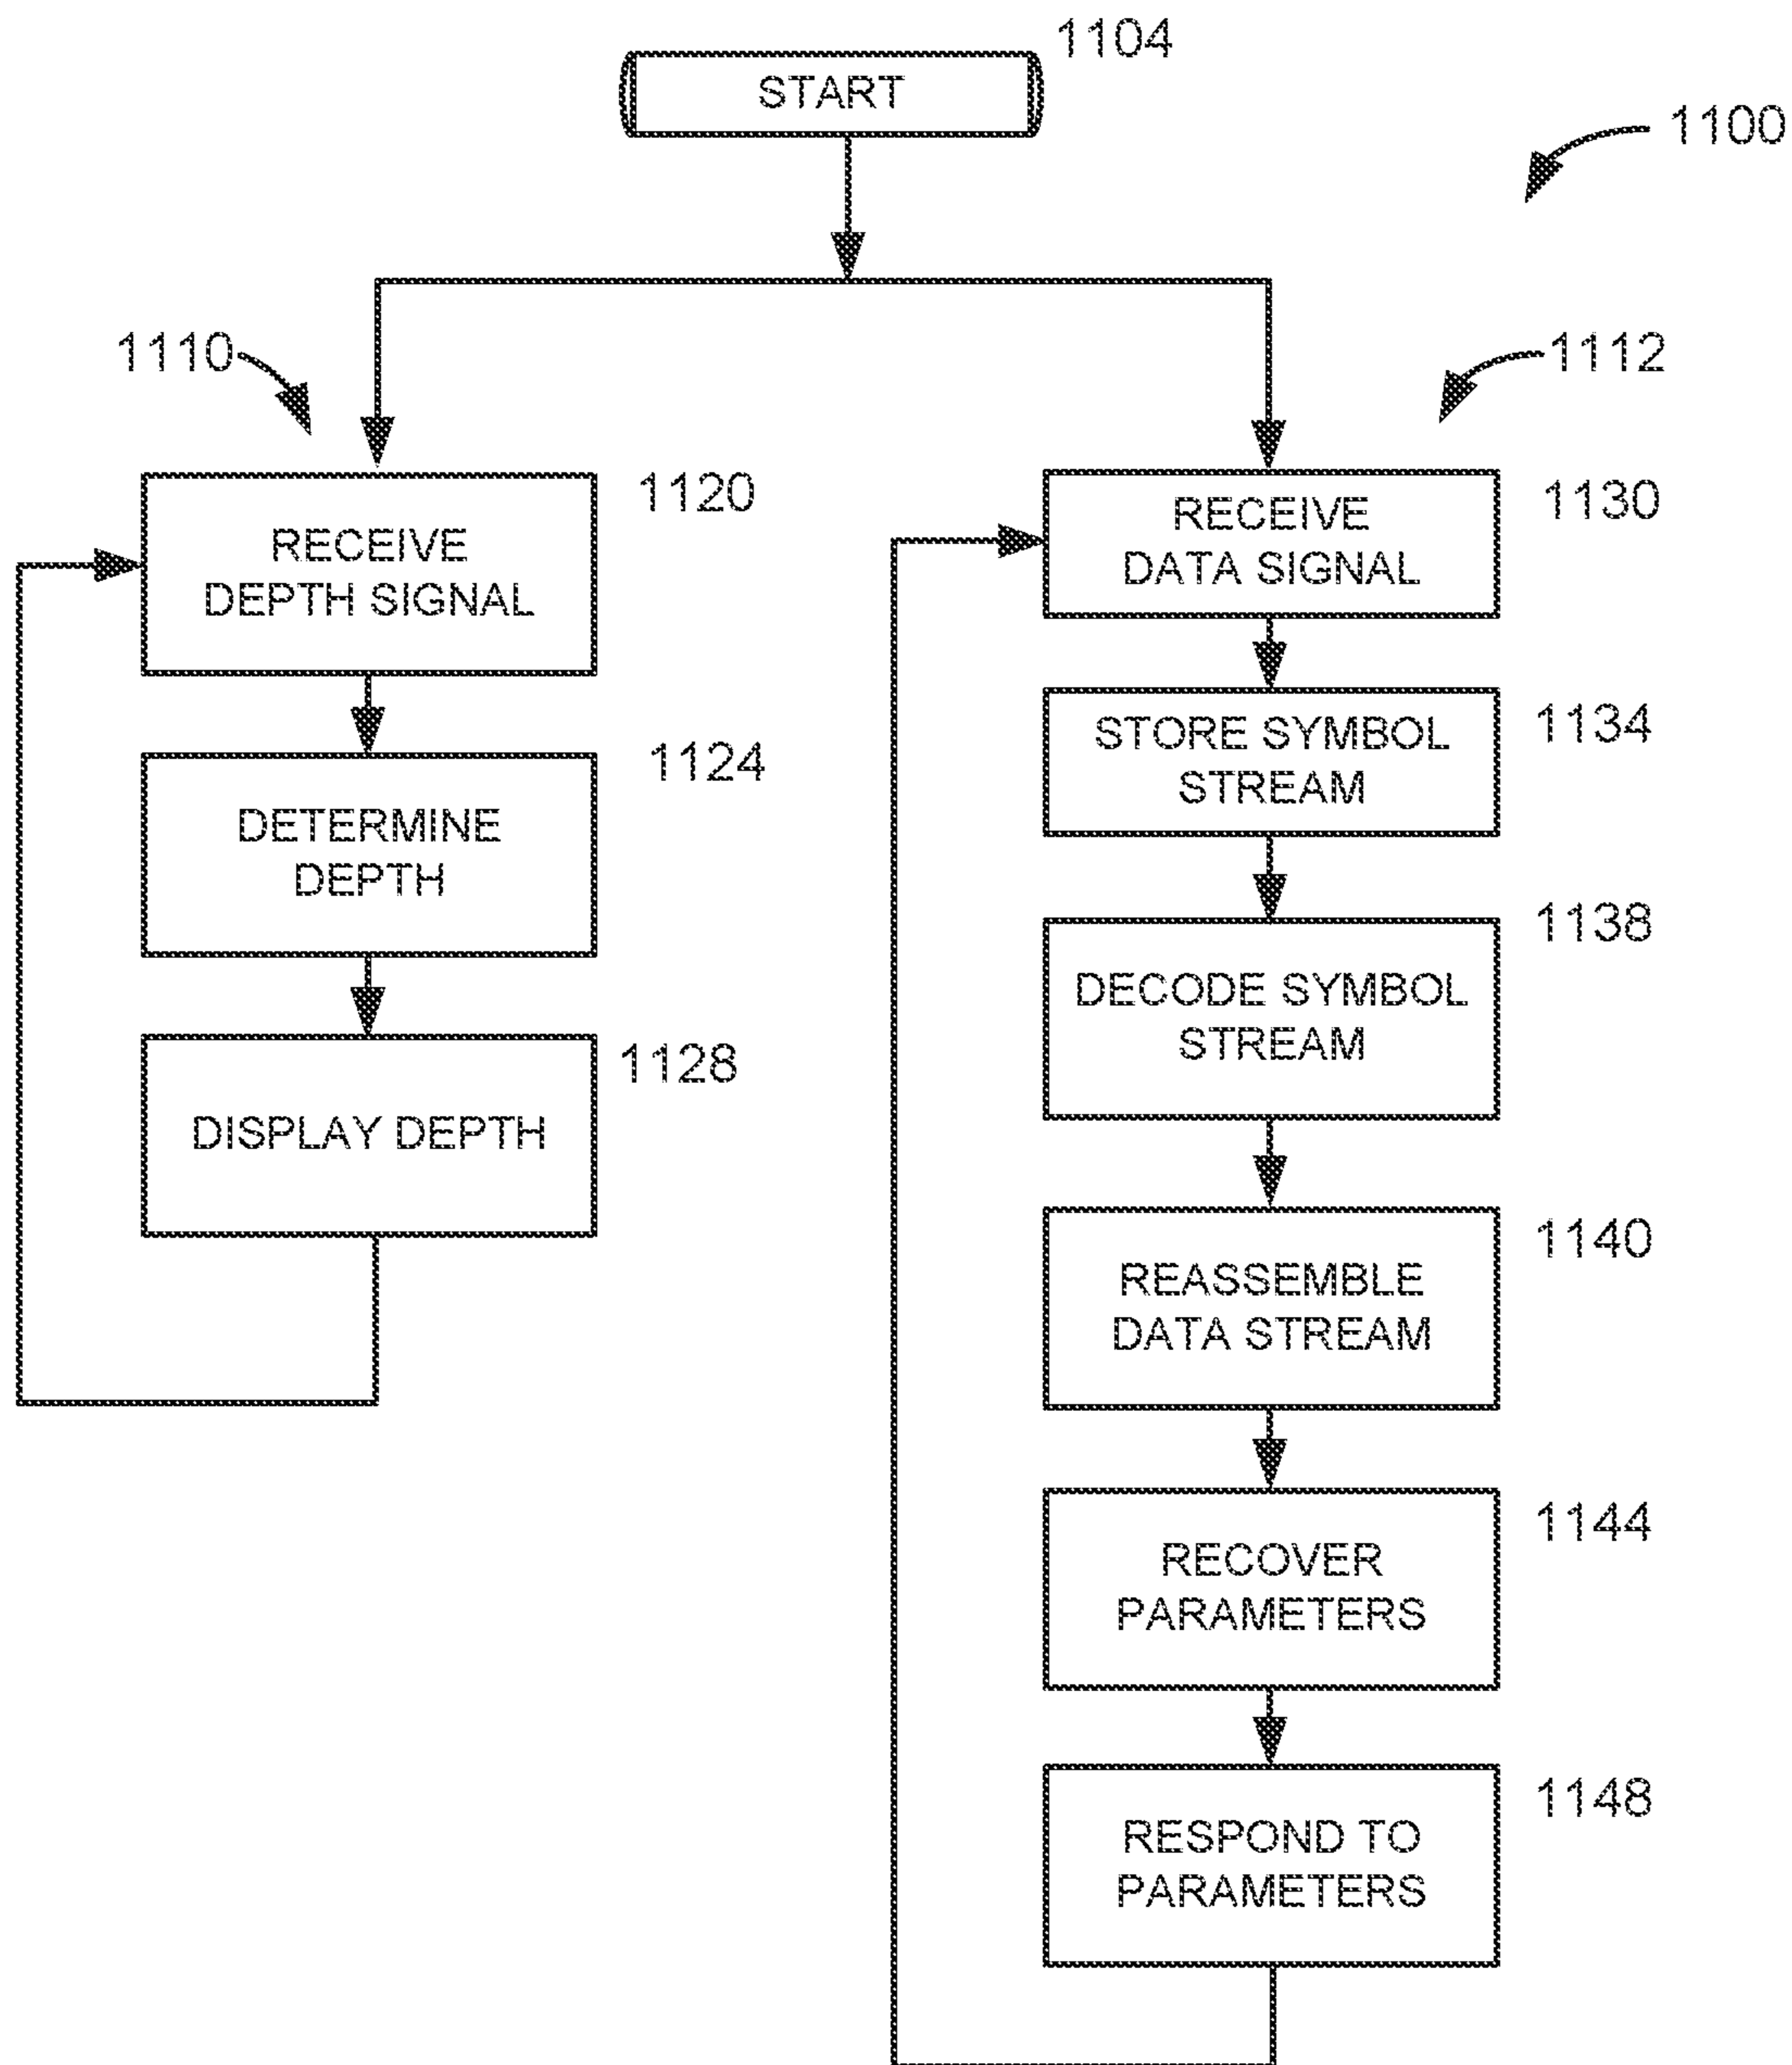 1104
START
1100
1110
1112
1120
RECEIVE
DEPTH SIGNAL
1124
DETERMINE
DEPTH
1128
DISPLAY DEPTH
1130
RECEIVE
DATA SIGNAL
1134
STORE SYMBOL
STREAM
1138
DECODE SYMBOL
STREAM
1140
REASSEMBLE
DATA STREAM
1144
RECOVER
PARAMETERS
1148
RESPOND TO
PARAMETERS